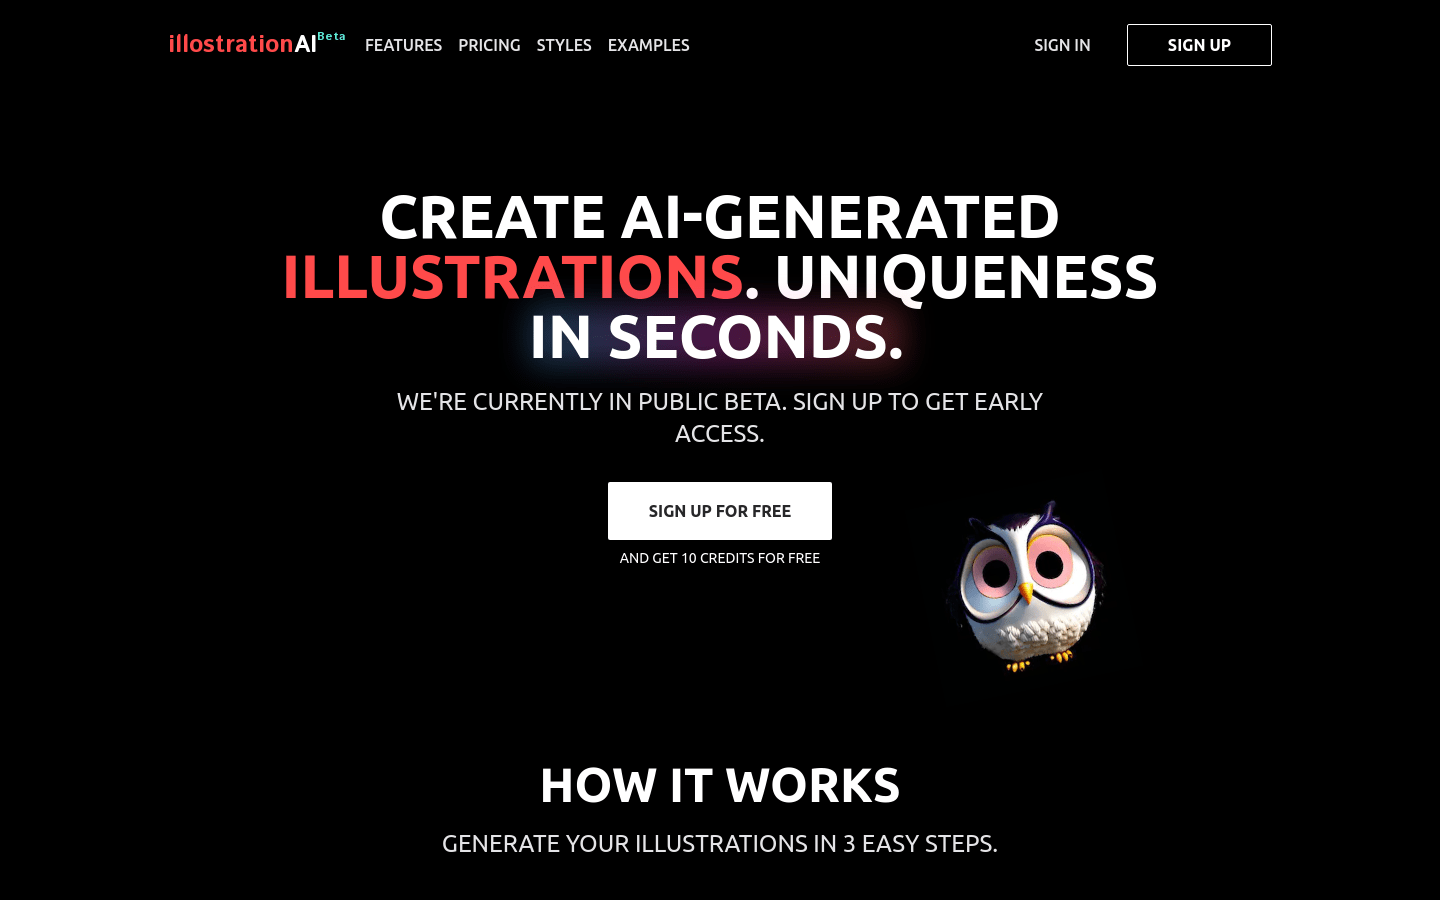 illostrationAI Beta
FEATURES PRICING STYLES EXAMPLES SIGN IN SIGN UP
CREATE AI-GENERATED
ILLUSTRATIONS. UNIQUENESS
IN SECONDS.
WE'RE CURRENTLY IN PUBLIC BETA. SIGN UP TO GET EARLY
ACCESS.
SIGN UP FOR FREE
AND GET 10 CREDITS FOR FREE
HOW IT WORKS
GENERATE YOUR ILLUSTRATIONS IN 3 EASY STEPS.